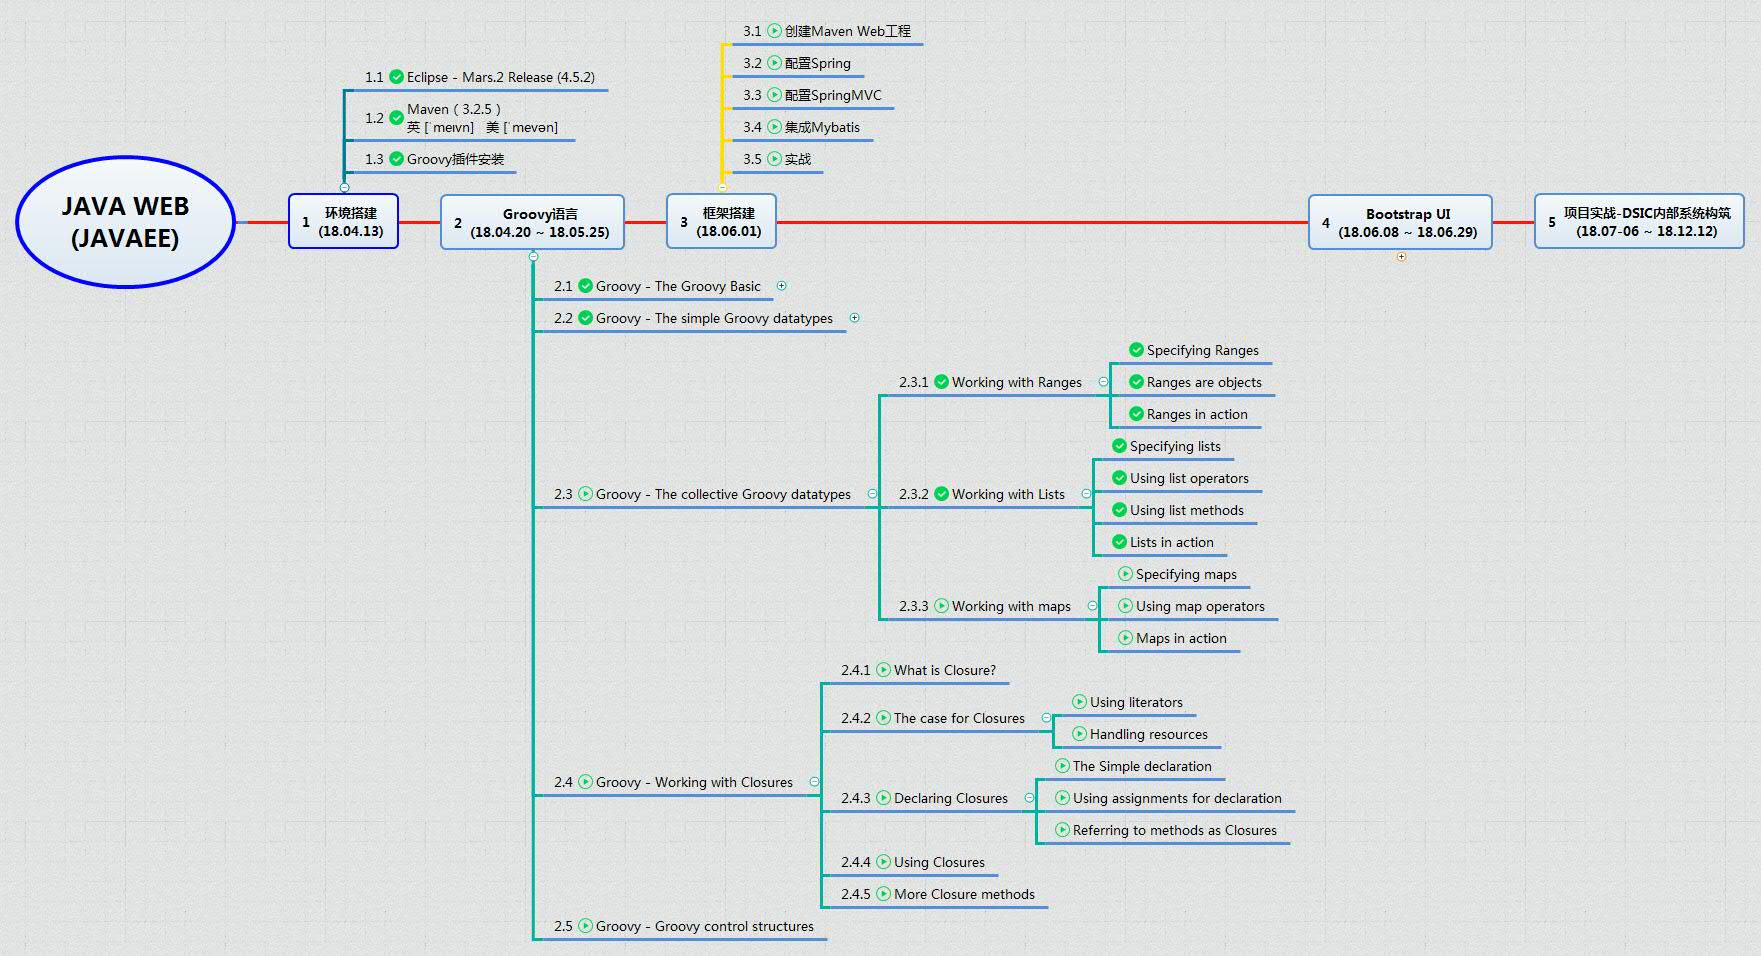 JAVA WEB
(JAVAEE)
1 环境搭建
(18.04.13)
1.1 Eclipse - Mars.2 Release (4.5.2)
1.2 Maven（3.2.5）
英 [ˈmeɪvn] 美 [ˈmevən]
1.3 Groovy插件安装
2 Groovy语言
(18.04.20 ~ 18.05.25)
2.1 Groovy - The Groovy Basic
2.2 Groovy - The simple Groovy datatypes
2.3 Groovy - The collective Groovy datatypes
2.3.1 Working with Ranges
Specifying Ranges
Ranges are objects
Ranges in action
2.3.2 Working with Lists
Specifying lists
Using list operators
Using list methods
Lists in action
2.3.3 Working with maps
Specifying maps
Using map operators
Maps in action
2.4 Groovy - Working with Closures
2.4.1 What is Closure?
2.4.2 The case for Closures
Using literators
Handling resources
2.4.3 Declaring Closures
The Simple declaration
Using assignments for declaration
Referring to methods as Closures
2.4.4 Using Closures
2.4.5 More Closure methods
2.5 Groovy - Groovy control structures
3 框架搭建
(18.06.01)
3.1 创建Maven Web工程
3.2 配置Spring
3.3 配置SpringMVC
3.4 集成Mybatis
3.5 实战
4 Bootstrap UI
(18.06.08 ~ 18.06.29)
5 项目实战-DSIC内部系统构筑
(18.07-06 ~ 18.12.12)